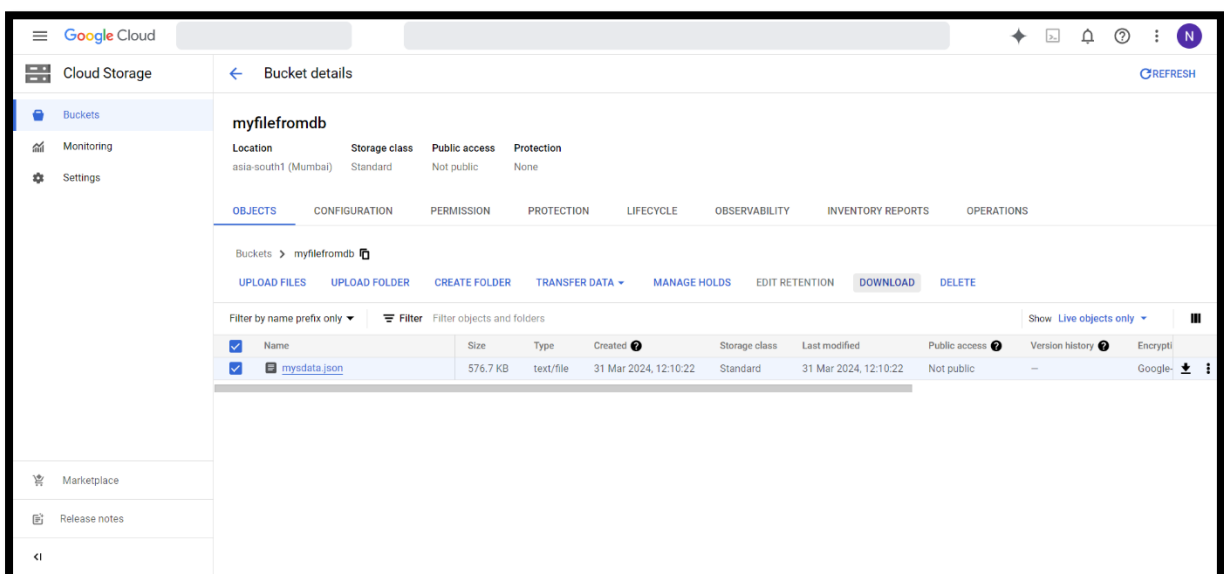 Google Cloud
N
Cloud Storage
Bucket details
REFRESH
Buckets
Monitoring
Settings
myfilefromdb
Location Storage class Public access Protection
asia-south1 (Mumbai) Standard Not public None
OBJECTS CONFIGURATION PERMISSION PROTECTION LIFECYCLE OBSERVABILITY INVENTORY REPORTS OPERATIONS
Buckets > myfilefromdb
UPLOAD FILES UPLOAD FOLDER CREATE FOLDER TRANSFER DATA MANAGE HOLDS EDIT RETENTION DOWNLOAD DELETE
Filter by name prefix only Filter Filter objects and folders Show Live objects only
Name Size Type Created Storage class Last modified Public access Version history Encrypti
mysdata.json 576.7 KB text/file 31 Mar 2024, 12:10:22 Standard 31 Mar 2024, 12:10:22 Not public — Google-
Marketplace
Release notes